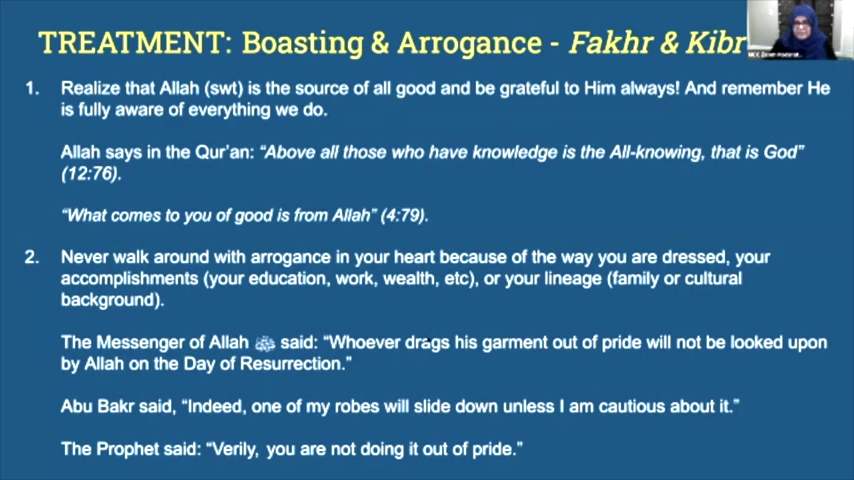 TREATMENT: Boasting & Arrogance - Fakhr & Kibr
1. Realize that Allah (swt) is the source of all good and be grateful to Him always! And remember He
is fully aware of everything we do.
Allah says in the Qur’an: “Above all those who have knowledge is the All-knowing, that is God”
(12:76).
“What comes to you of good is from Allah” (4:79).
2. Never walk around with arrogance in your heart because of the way you are dressed, your
accomplishments (your education, work, wealth, etc), or your lineage (family or cultural
background).
The Messenger of Allah ﷺ said: “Whoever drags his garment out of pride will not be looked upon
by Allah on the Day of Resurrection.”
Abu Bakr said, “Indeed, one of my robes will slide down unless I am cautious about it.”
The Prophet said: “Verily, you are not doing it out of pride.”